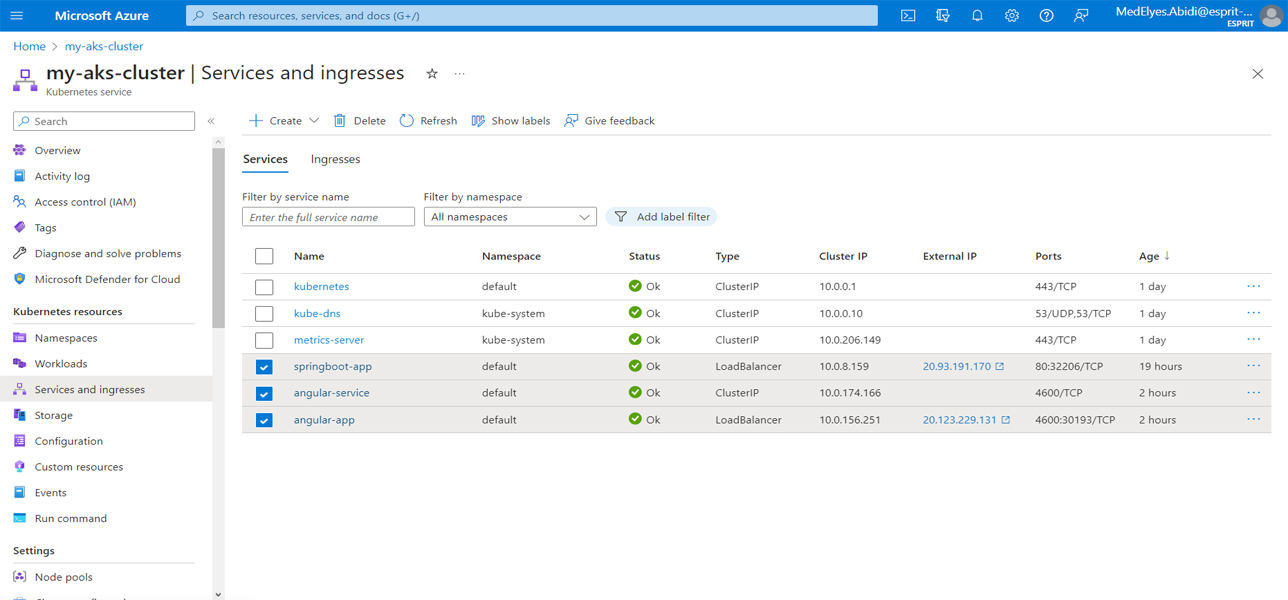 Microsoft Azure
Search resources, services, and docs (G+/)
MedElyes.Abidi@esprit-...
ESPRIT
Home > my-aks-cluster
my-aks-cluster | Services and ingresses
Kubernetes service
Search
Overview
Activity log
Access control (IAM)
Tags
Diagnose and solve problems
Microsoft Defender for Cloud
Kubernetes resources
Namespaces
Workloads
Services and ingresses
Storage
Configuration
Custom resources
Events
Run command
Settings
Node pools
Create Delete Refresh Show labels Give feedback
Services Ingresses
Filter by service name Filter by namespace
Enter the full service name All namespaces Add label filter
Name Namespace Status Type Cluster IP External IP Ports Age ↓
kubernetes default Ok ClusterIP 10.0.0.1 443/TCP 1 day
kube-dns kube-system Ok ClusterIP 10.0.0.10 53/UDP,53/TCP 1 day
metrics-server kube-system Ok ClusterIP 10.0.206.149 443/TCP 1 day
springboot-app default Ok LoadBalancer 10.0.8.159 20.93.191.170 80:32206/TCP 19 hours
angular-service default Ok ClusterIP 10.0.174.166 4600/TCP 2 hours
angular-app default Ok LoadBalancer 10.0.156.251 20.123.229.131 4600:30193/TCP 2 hours